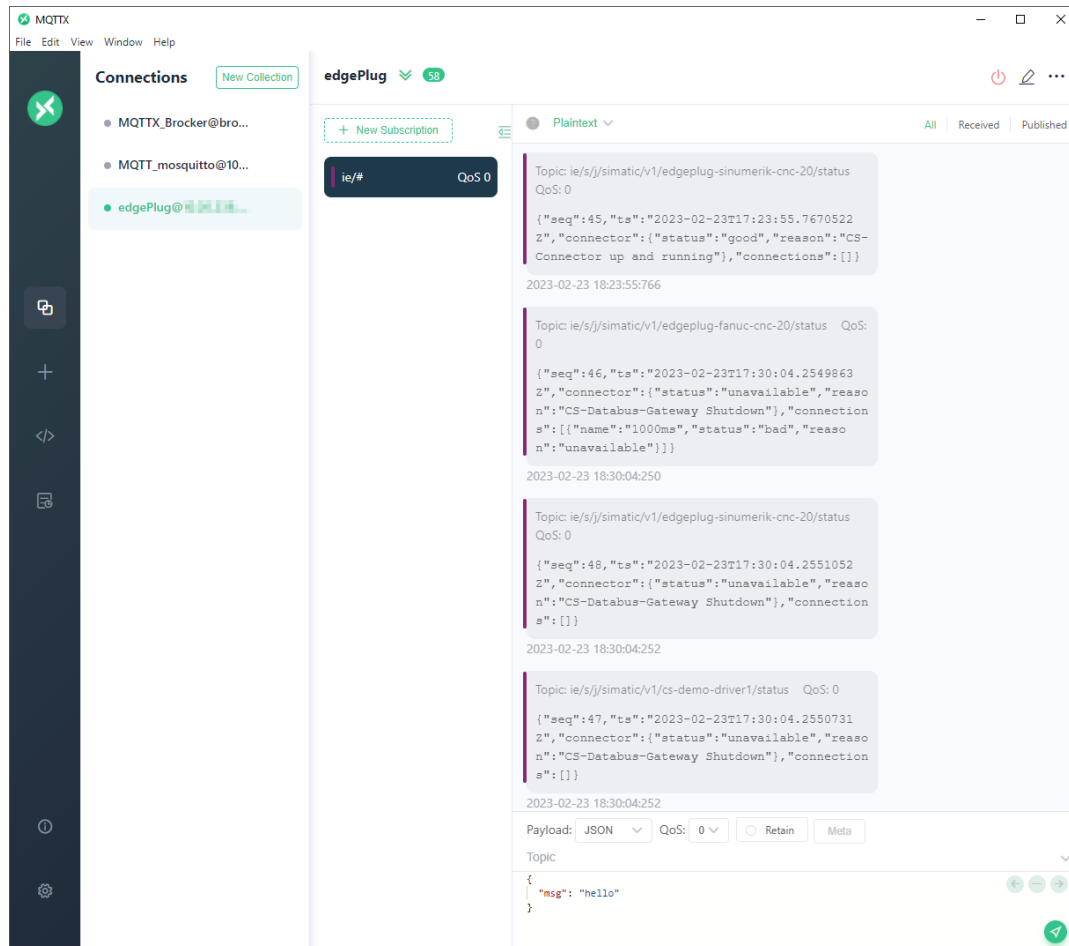 MQTTX
File Edit View Window Help
Connections
New Collection
MQTTX_Brocker@bro...
MQTT_mosquitto@10...
edgePlug@
edgePlug 58
+ New Subscription
ie/# QoS 0
Plaintext
All Received Published
Topic: ie/s/j/simatic/v1/edgeplug-sinumerik-cnc-20/status
QoS: 0
{"seq":45,"ts":"2023-02-23T17:23:55.7670522
Z","connector":{"status":"good","reason":"CS-
Connector up and running"},"connections":[]}
2023-02-23 18:23:55:766
Topic: ie/s/j/simatic/v1/edgeplug-fanuc-cnc-20/status QoS:
0
{"seq":46,"ts":"2023-02-23T17:30:04.2549863
Z","connector":{"status":"unavailable","reaso
n":"CS-Databus-Gateway Shutdown"},"connection
s":[{"name":"1000ms","status":"bad","reaso
n":"unavailable"}]}
2023-02-23 18:30:04:250
Topic: ie/s/j/simatic/v1/edgeplug-sinumerik-cnc-20/status
QoS: 0
{"seq":48,"ts":"2023-02-23T17:30:04.2551052
Z","connector":{"status":"unavailable","reaso
n":"CS-Databus-Gateway Shutdown"},"connection
s":[]}
2023-02-23 18:30:04:252
Topic: ie/s/j/simatic/v1/cs-demo-driver1/status QoS: 0
{"seq":47,"ts":"2023-02-23T17:30:04.2550731
Z","connector":{"status":"unavailable","reaso
n":"CS-Databus-Gateway Shutdown"},"connection
s":[]}
2023-02-23 18:30:04:252
Payload: JSON QoS: 0 Retain Meta
Topic
{
"msg": "hello"
}